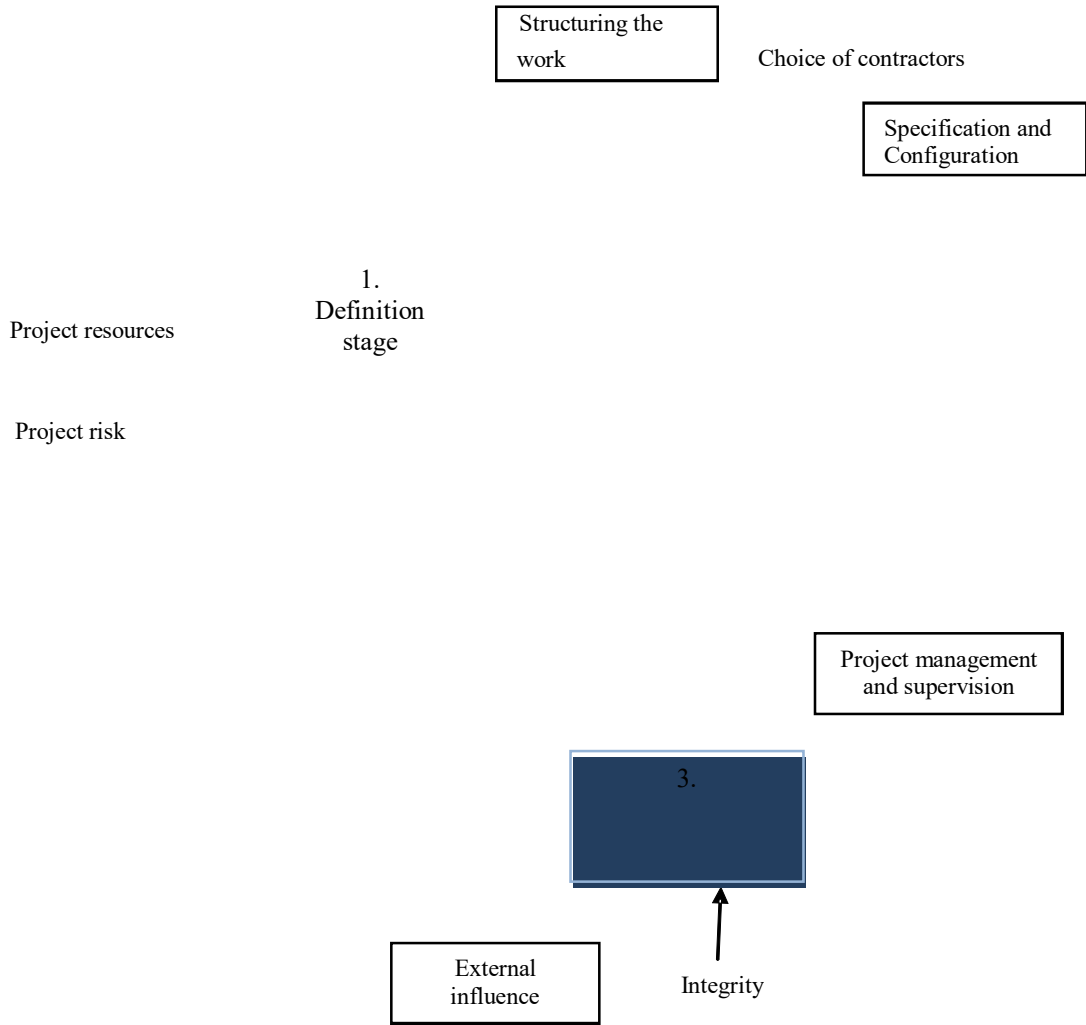 Structuring the
work
Choice of contractors
Specification and
Configuration
1.
Definition
stage
Project resources
Project risk
Project management
and supervision
3.
External
influence
Integrity